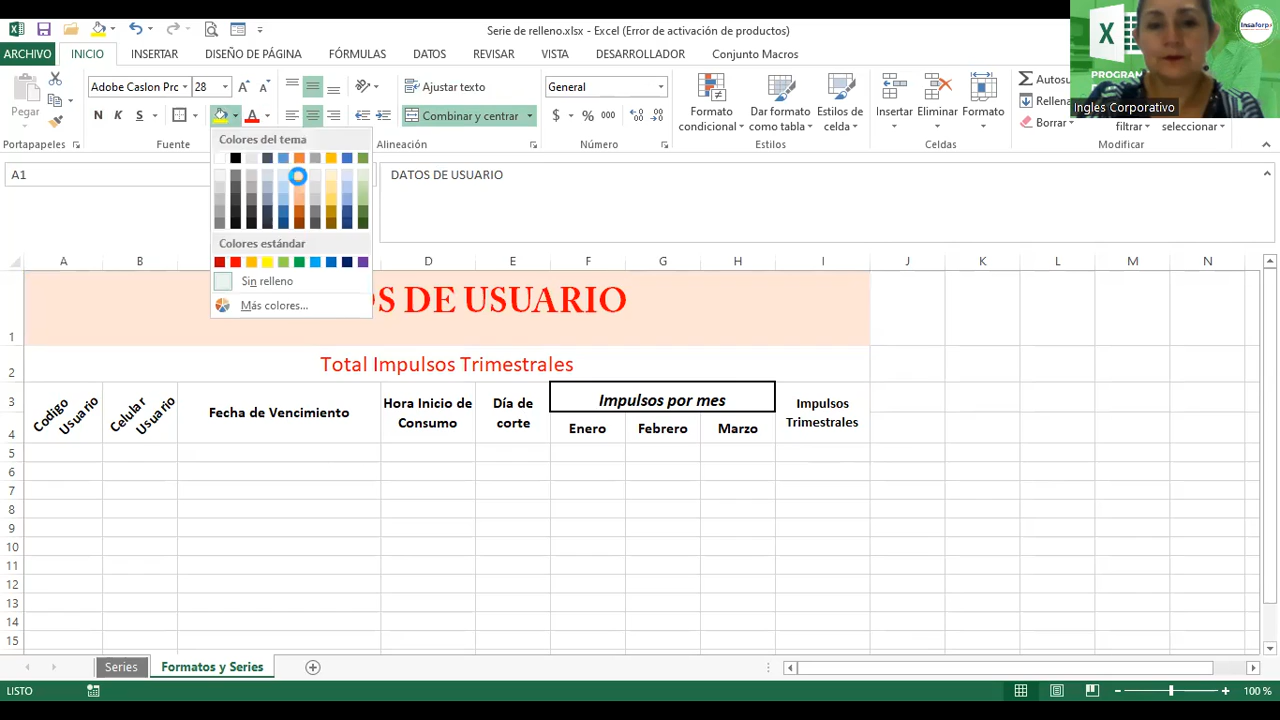 Serie de relleno.xlsx - Excel (Error de activación de productos)
ARCHIVO INICIO INSERTAR DISEÑO DE PÁGINA FÓRMULAS DATOS REVISAR VISTA DESARROLLADOR Conjunto Macros
Pegar
Adobe Caslon Prc 28
Ajustar texto
General
N K S
Combinar y centrar
$ % 000
Formato condicional
Dar formato como tabla
Estilos de celda
Insertar Eliminar Formato
Autosu
Rellena
Borrar
filtrar
seleccionar
Portapapeles Fuente Alineación Número Estilos Celdas Modificar
PROGRAM
Insaforp
Ingles Corporativo
A1
DATOS DE USUARIO
Colores del tema
Colores estándar
Sin relleno
Más colores...
A B D E F G H I J K L M N
1
OS DE USUARIO
2
Total Impulsos Trimestrales
3
4
Codigo Usuario
Celular Usuario
Fecha de Vencimiento
Hora Inicio de Consumo
Día de corte
Impulsos por mes
Enero Febrero Marzo
Impulsos Trimestrales
5
6
7
8
9
10
11
12
13
14
15
Series Formatos y Series
LISTO
100 %